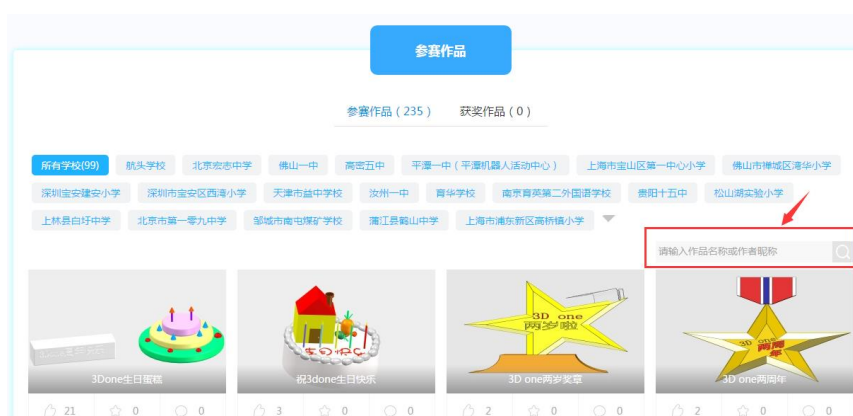 参赛作品
参赛作品 ( 235 ) 获奖作品 ( 0 )
所有学校(99) 航头学校 北京宏志中学 佛山一中 高密五中 平潭一中 ( 平潭机器人活动中心 ) 上海市宝山区第一中心小学 佛山市禅城区湾华小学
深圳宝安建安小学 深圳市宝安区西湾小学 天津市益中学校 汝州一中 育华学校 南京育英第二外国语学校 贵阳十五中 松山湖实验小学
上林县白圩中学 北京市第一零九中学 邹城市南屯煤矿学校 蒲江县鹤山中学 上海市浦东新区高桥镇小学
请输入作品名称或作者昵称
3D one
两岁啦
3D one
两周年
3Done生日蛋糕 祝3done生日快乐 3D one两岁奖章 3D one两周年
21 0 0 3 0 0 2 0 0 2 0 0